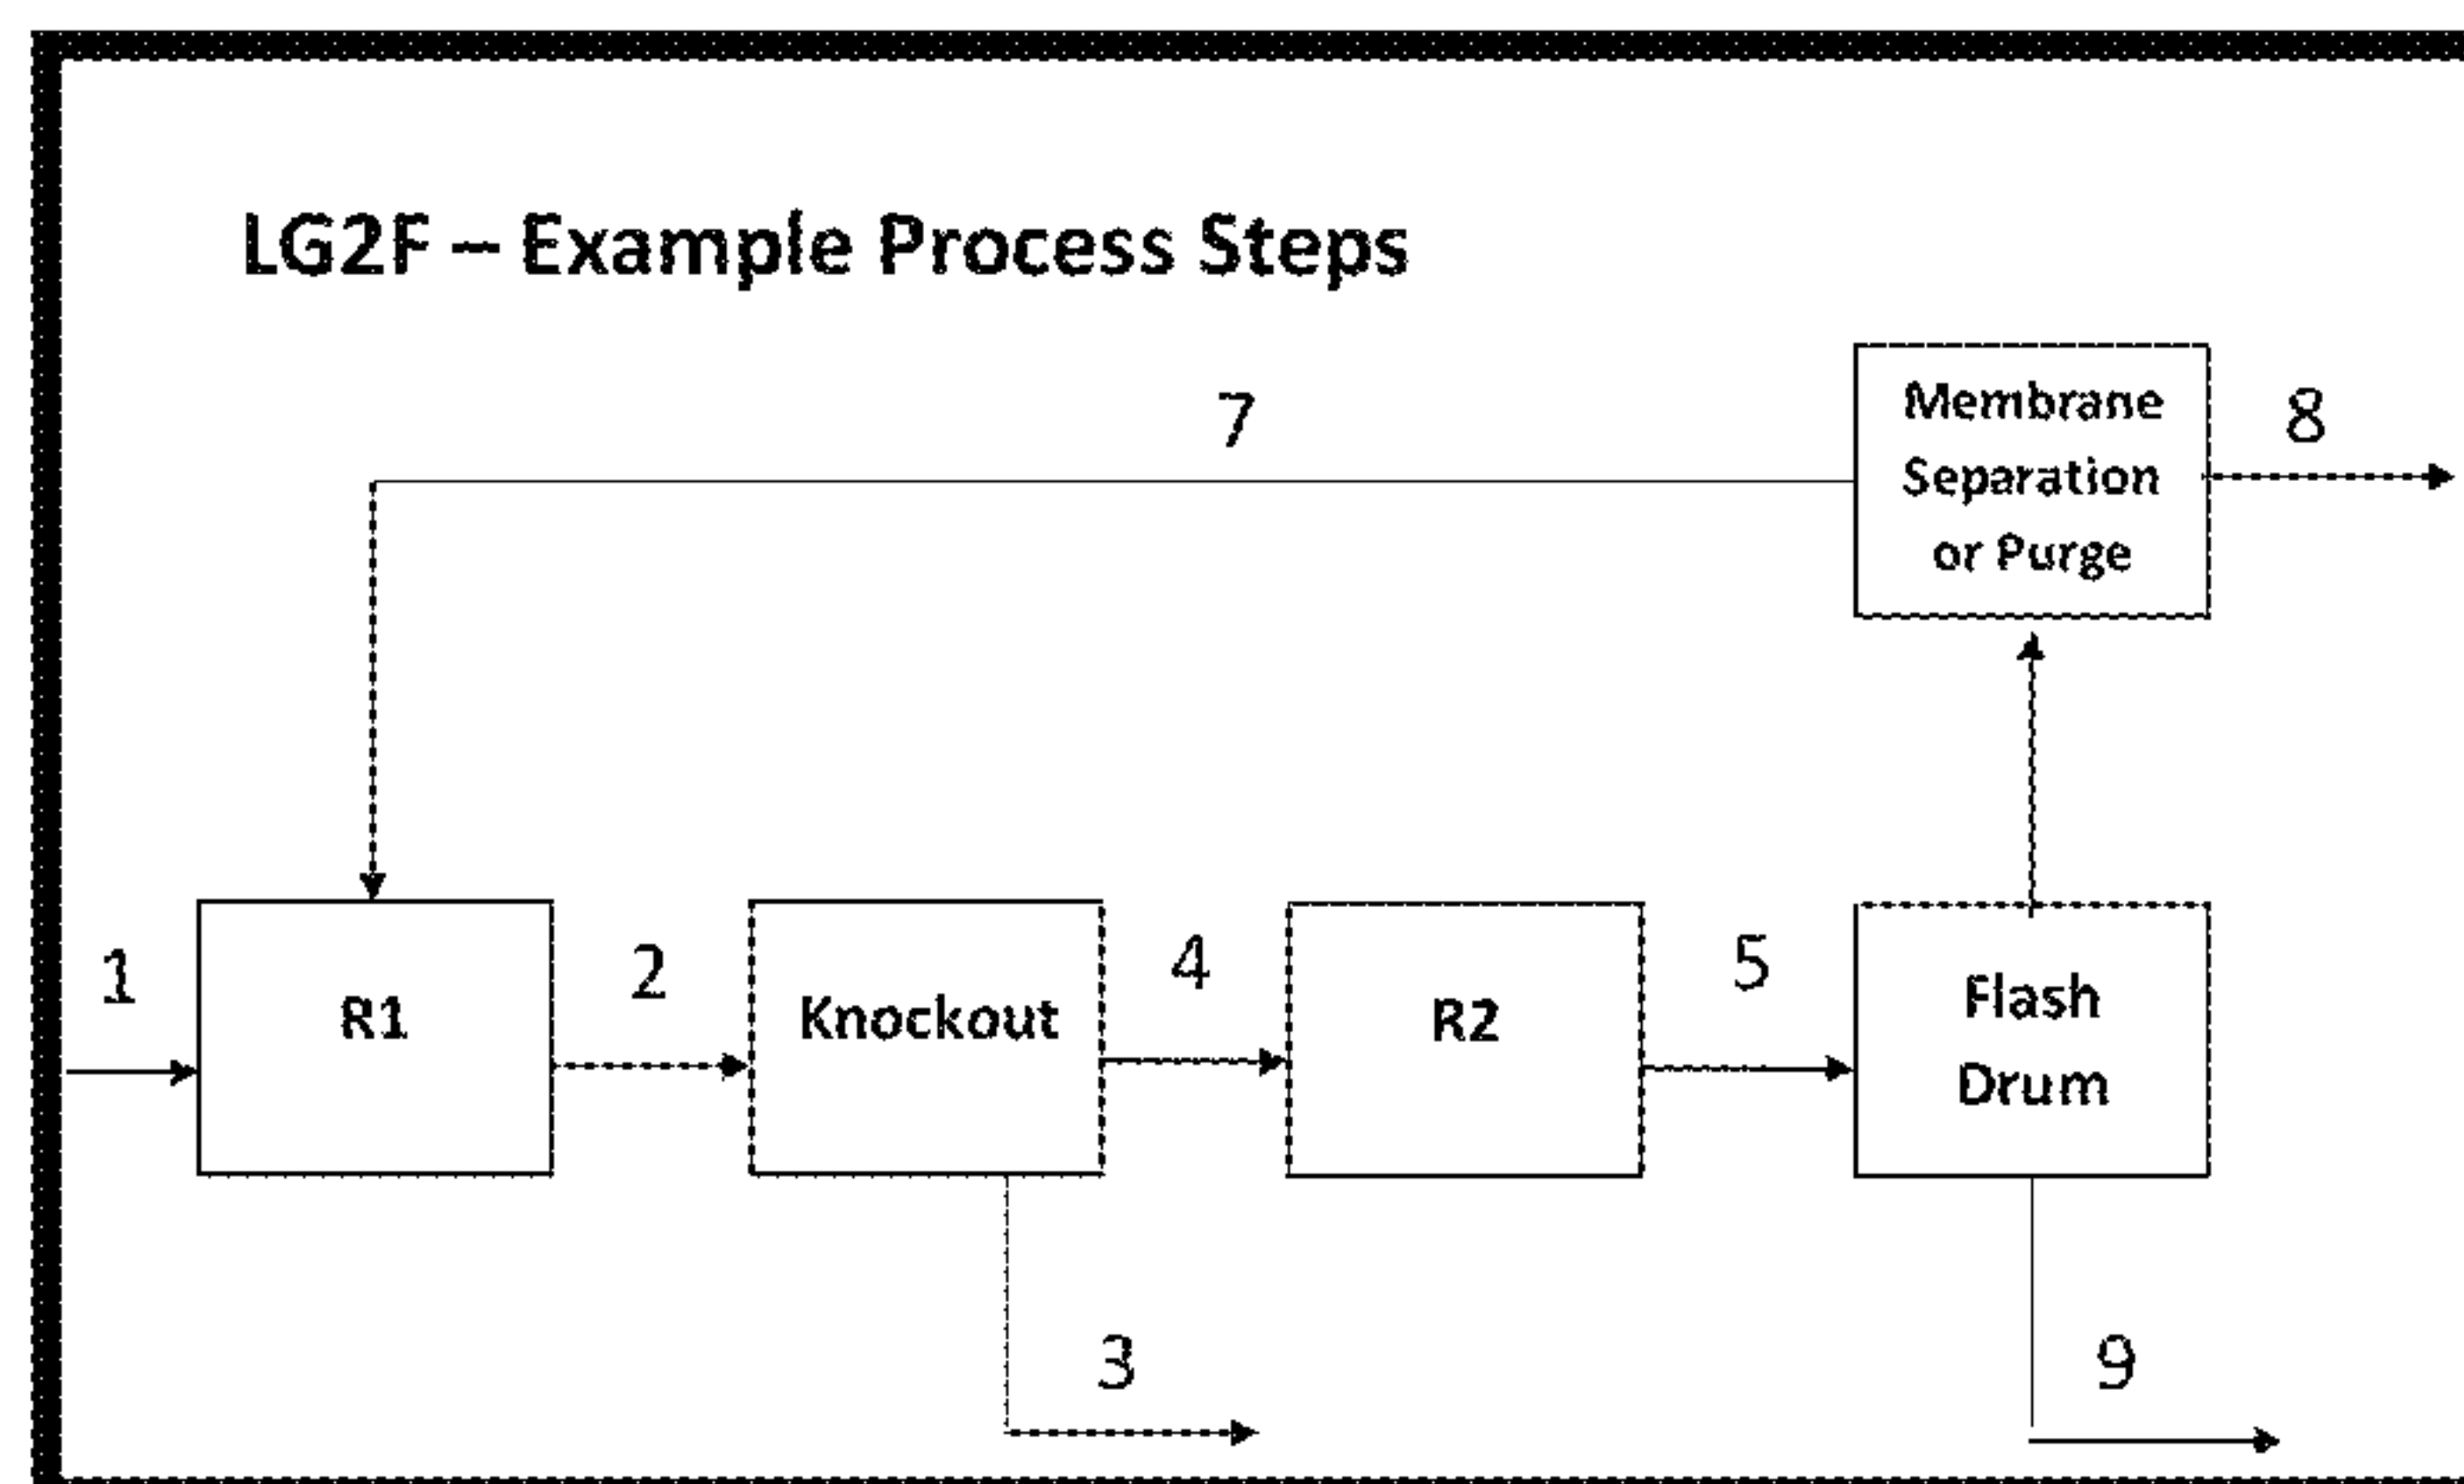 LG2F – Example Process Steps
7
Membrane
Separation
or Purge
8
1
R1
2
Knockout
4
R2
5
Flash
Drum
3
9